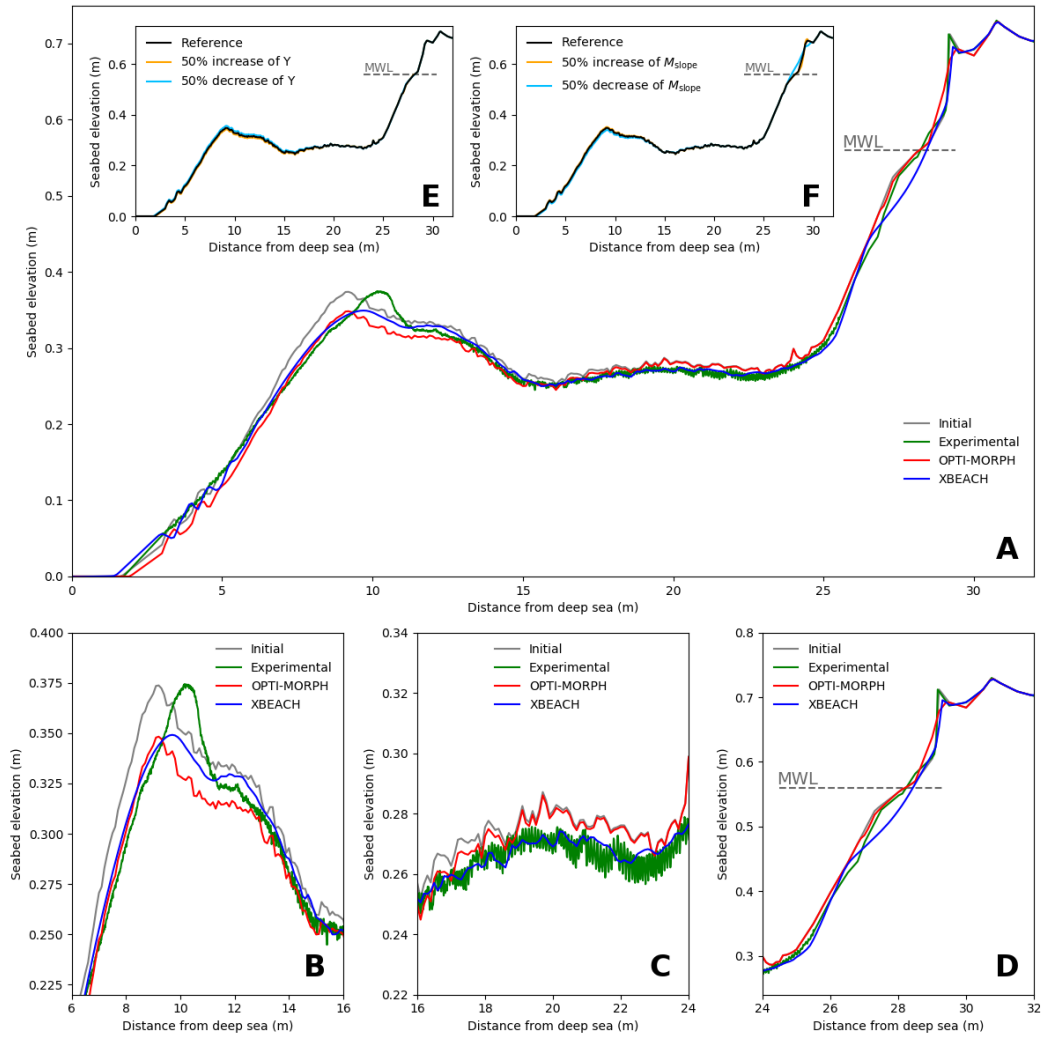 Seabed elevation (m)
0.7
0.6
0.5
0.4
0.3
0.2
0.1
0.0
0 5 10 15 20 25 30
Distance from deep sea (m)
MWL
Initial
Experimental
OPTI-MORPH
XBEACH
A
Seabed elevation (m)
0.6
0.4
0.2
0.0
0 5 10 15 20 25 30
Distance from deep sea (m)
Reference
50% increase of Y
50% decrease of Y
MWL
E
Seabed elevation (m)
0.6
0.4
0.2
0.0
0 5 10 15 20 25 30
Distance from deep sea (m)
Reference
50% increase of Mslope
50% decrease of Mslope
MWL
F
Seabed elevation (m)
0.400
0.375
0.350
0.325
0.300
0.275
0.250
0.225
6 8 10 12 14 16
Distance from deep sea (m)
Initial
Experimental
OPTI-MORPH
XBEACH
B
Seabed elevation (m)
0.34
0.32
0.30
0.28
0.26
0.24
0.22
16 18 20 22 24
Distance from deep sea (m)
Initial
Experimental
OPTI-MORPH
XBEACH
C
Seabed elevation (m)
0.8
0.7
0.6
0.5
0.4
0.3
24 26 28 30 32
Distance from deep sea (m)
Initial
Experimental
OPTI-MORPH
XBEACH
MWL
D